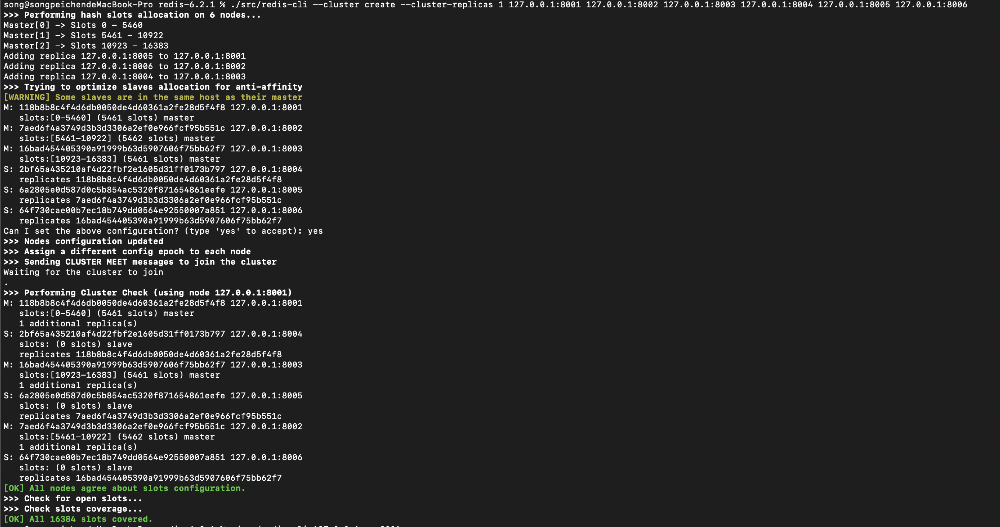 song@songpeichendeMacBook-Pro redis-6.2.1 % ./src/redis-cli --cluster create --cluster-replicas 1 127.0.0.1:8001 127.0.0.1:8002 127.0.0.1:8003 127.0.0.1:8004 127.0.0.1:8005 127.0.0.1:8006
>>> Performing hash slots allocation on 6 nodes...
Master[0] -> Slots 0 - 5460
Master[1] -> Slots 5461 - 10922
Master[2] -> Slots 10923 - 16383
Adding replica 127.0.0.1:8005 to 127.0.0.1:8001
Adding replica 127.0.0.1:8006 to 127.0.0.1:8002
Adding replica 127.0.0.1:8004 to 127.0.0.1:8003
>>> Trying to optimize slaves allocation for anti-affinity
[WARNING] Some slaves are in the same host as their master
M: 118b8b8c4f4d6db0050de4d60361a2fe28d5f4f8 127.0.0.1:8001
   slots:[0-5460] (5461 slots) master
M: 7aed6f4a3749d3b3d3306a2ef0e966fcf95b551c 127.0.0.1:8002
   slots:[5461-10922] (5462 slots) master
M: 16bad454405390a91999b63d5907606f75bb62f7 127.0.0.1:8003
   slots:[10923-16383] (5461 slots) master
S: 2bf65a435210af4d22fbf2e1605d31ff0173b797 127.0.0.1:8004
   replicates 118b8b8c4f4d6db0050de4d60361a2fe28d5f4f8
S: 6a2805e0d587d0c5b854ac5320f871654861eefe 127.0.0.1:8005
   replicates 7aed6f4a3749d3b3d3306a2ef0e966fcf95b551c
S: 64f730cae00b7ec18b749dd0564e92550007a851 127.0.0.1:8006
   replicates 16bad454405390a91999b63d5907606f75bb62f7
Can I set the above configuration? (type 'yes' to accept): yes
>>> Nodes configuration updated
>>> Assign a different config epoch to each node
>>> Sending CLUSTER MEET messages to join the cluster
Waiting for the cluster to join
.
>>> Performing Cluster Check (using node 127.0.0.1:8001)
M: 118b8b8c4f4d6db0050de4d60361a2fe28d5f4f8 127.0.0.1:8001
   slots:[0-5460] (5461 slots) master
   1 additional replica(s)
S: 2bf65a435210af4d22fbf2e1605d31ff0173b797 127.0.0.1:8004
   slots: (0 slots) slave
   replicates 118b8b8c4f4d6db0050de4d60361a2fe28d5f4f8
M: 16bad454405390a91999b63d5907606f75bb62f7 127.0.0.1:8003
   slots:[10923-16383] (5461 slots) master
   1 additional replica(s)
S: 6a2805e0d587d0c5b854ac5320f871654861eefe 127.0.0.1:8005
   slots: (0 slots) slave
   replicates 7aed6f4a3749d3b3d3306a2ef0e966fcf95b551c
M: 7aed6f4a3749d3b3d3306a2ef0e966fcf95b551c 127.0.0.1:8002
   slots:[5461-10922] (5462 slots) master
   1 additional replica(s)
S: 64f730cae00b7ec18b749dd0564e92550007a851 127.0.0.1:8006
   slots: (0 slots) slave
   replicates 16bad454405390a91999b63d5907606f75bb62f7
[OK] All nodes agree about slots configuration.
>>> Check for open slots...
>>> Check slots coverage...
[OK] All 16384 slots covered.